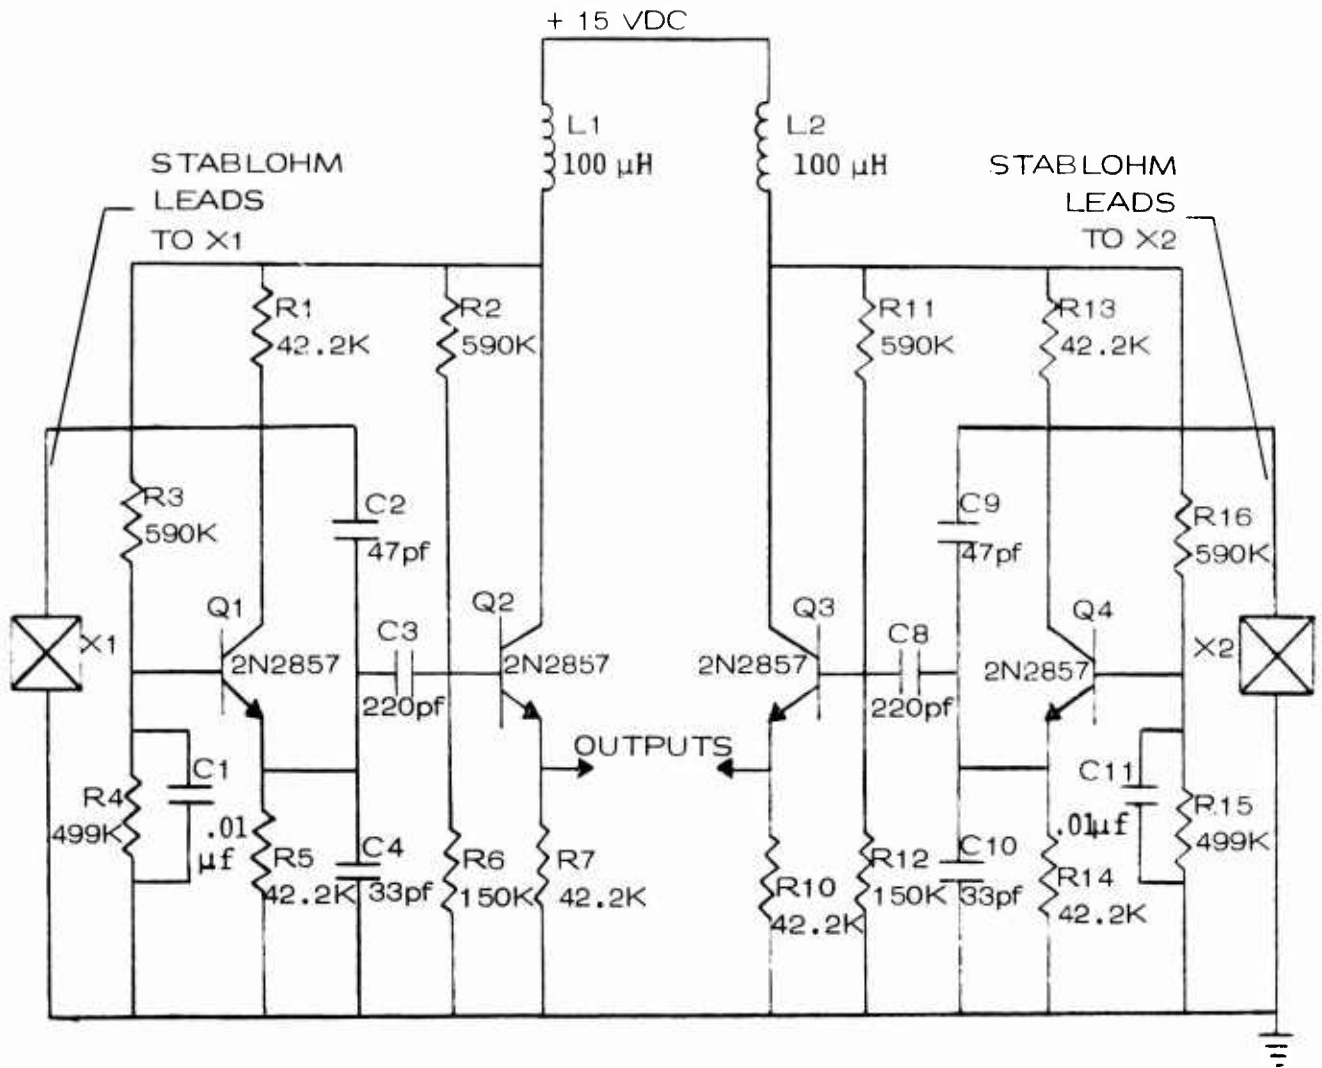 + 15 VDC
L1
100 µH
L2
100 µH
STABLOHM
LEADS
TO X1
STABLOHM
LEADS
TO X2
R1
42.2K
R2
590K
R11
590K
R13
42.2K
R3
590K
C2
47pf
C9
47pf
R16
590K
X1
Q1
2N2857
C3
220pf
Q2
2N2857
Q3
2N2857
C8
220pf
Q4
2N2857
X2
OUTPUTS
R4
499K
C1
.01
µf
R5
42.2K
C4
33pf
R6
150K
R7
42.2K
R10
42.2K
R12
150K
C10
33pf
C11
.01µf
R14
42.2K
R15
499K